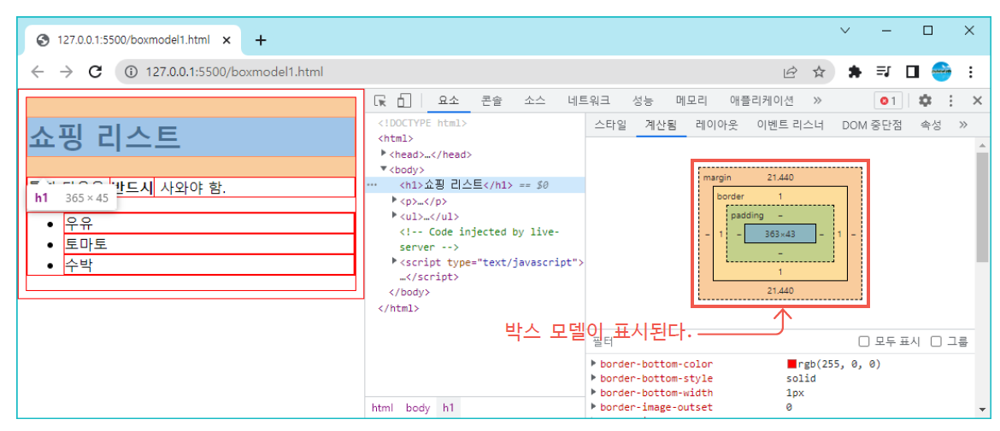 127.0.0.1:5500/boxmodel1.html
127.0.0.1:5500/boxmodel1.html
쇼핑 리스트
반드시 사와야 함.
h1 365 × 45
우유
토마토
수박
요소 콘솔 소스 네트워크 성능 메모리 애플리케이션 » 1
<!DOCTYPE html>
<html>
<head>…</head>
<body>
<h1>쇼핑 리스트</h1> == $0
<p>…</p>
<ul>…</ul>
<!-- Code injected by live-
server -->
<script type="text/javascript">
…</script>
</body>
</html>
html body h1
스타일 계산됨 레이아웃 이벤트 리스너 DOM 중단점 속성 »
margin 21.440
border 1
padding –
– 1 – 363×43 – 1 –
–
1
21.440
박스 모델이 표시된다.
필터 모두 표시 그룹
border-bottom-color rgb(255, 0, 0)
border-bottom-style solid
border-bottom-width 1px
border-image-outset 0